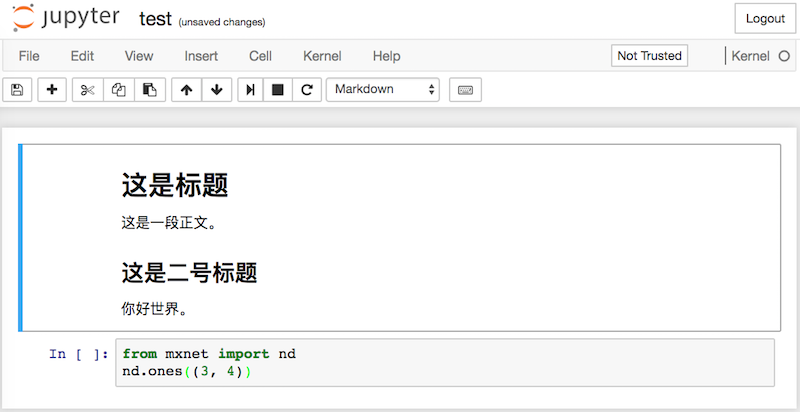 jupyter test (unsaved changes) Logout
File Edit View Insert Cell Kernel Help Not Trusted Kernel
Markdown
这是标题
这是一段正文。
这是二号标题
你好世界。
In [ ]: from mxnet import nd
nd.ones((3, 4))